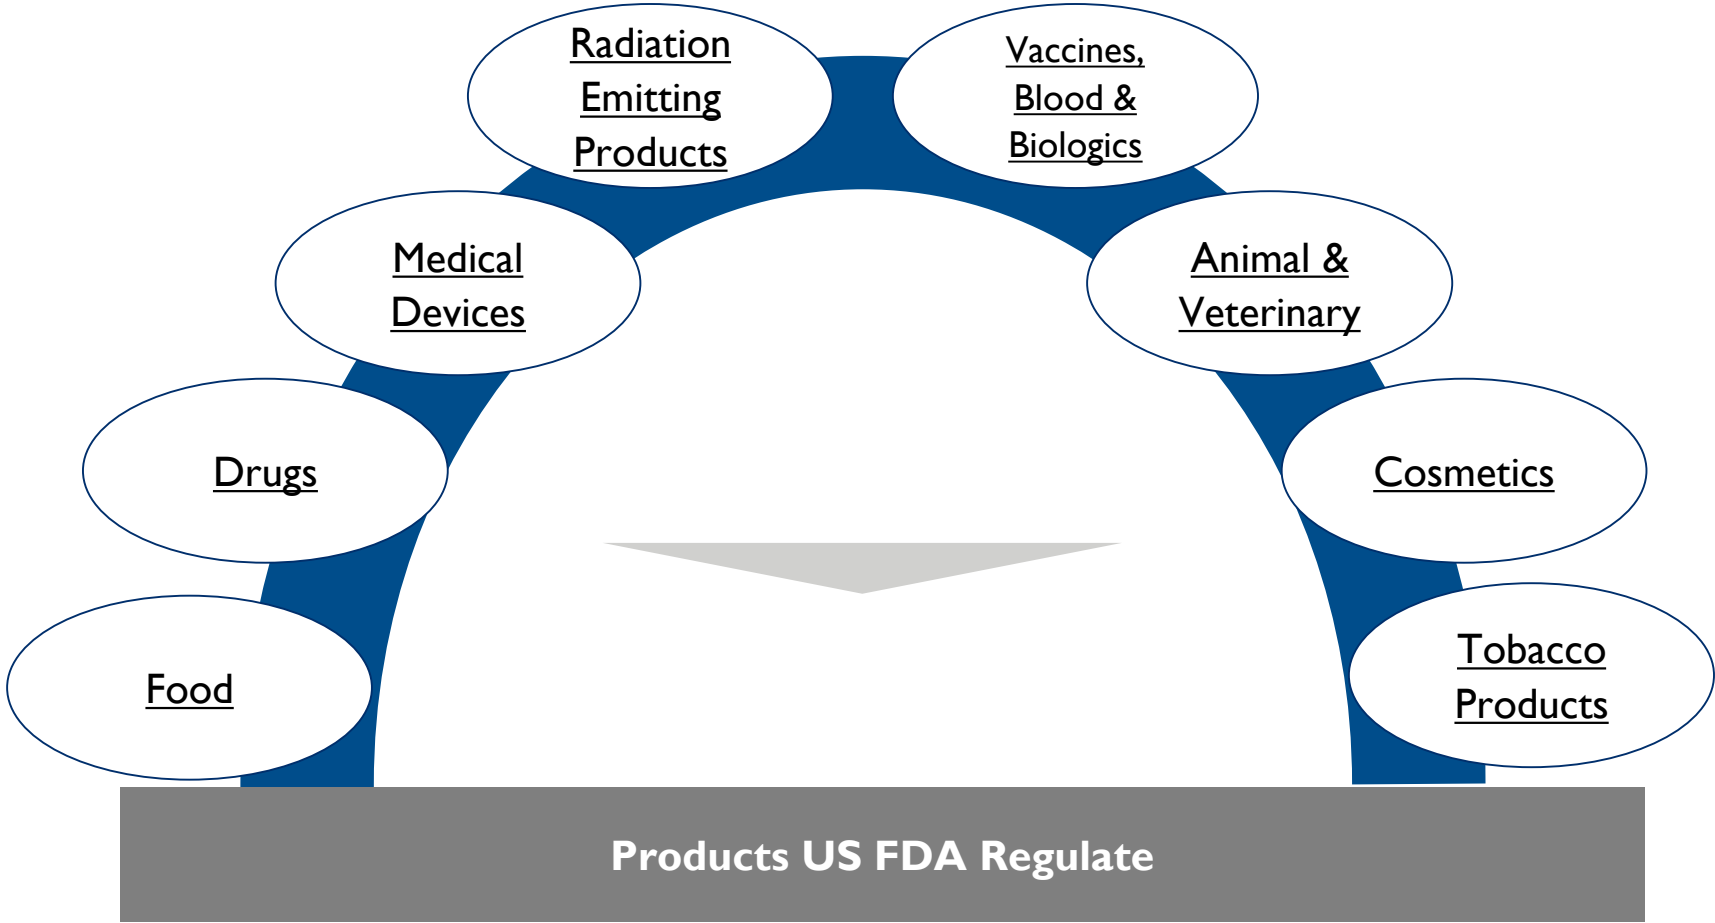 Radiation
Emitting
Products
Vaccines,
Blood &
Biologics
Medical
Devices
Animal &
Veterinary
Drugs
Cosmetics
Food
Tobacco
Products
Products US FDA Regulate